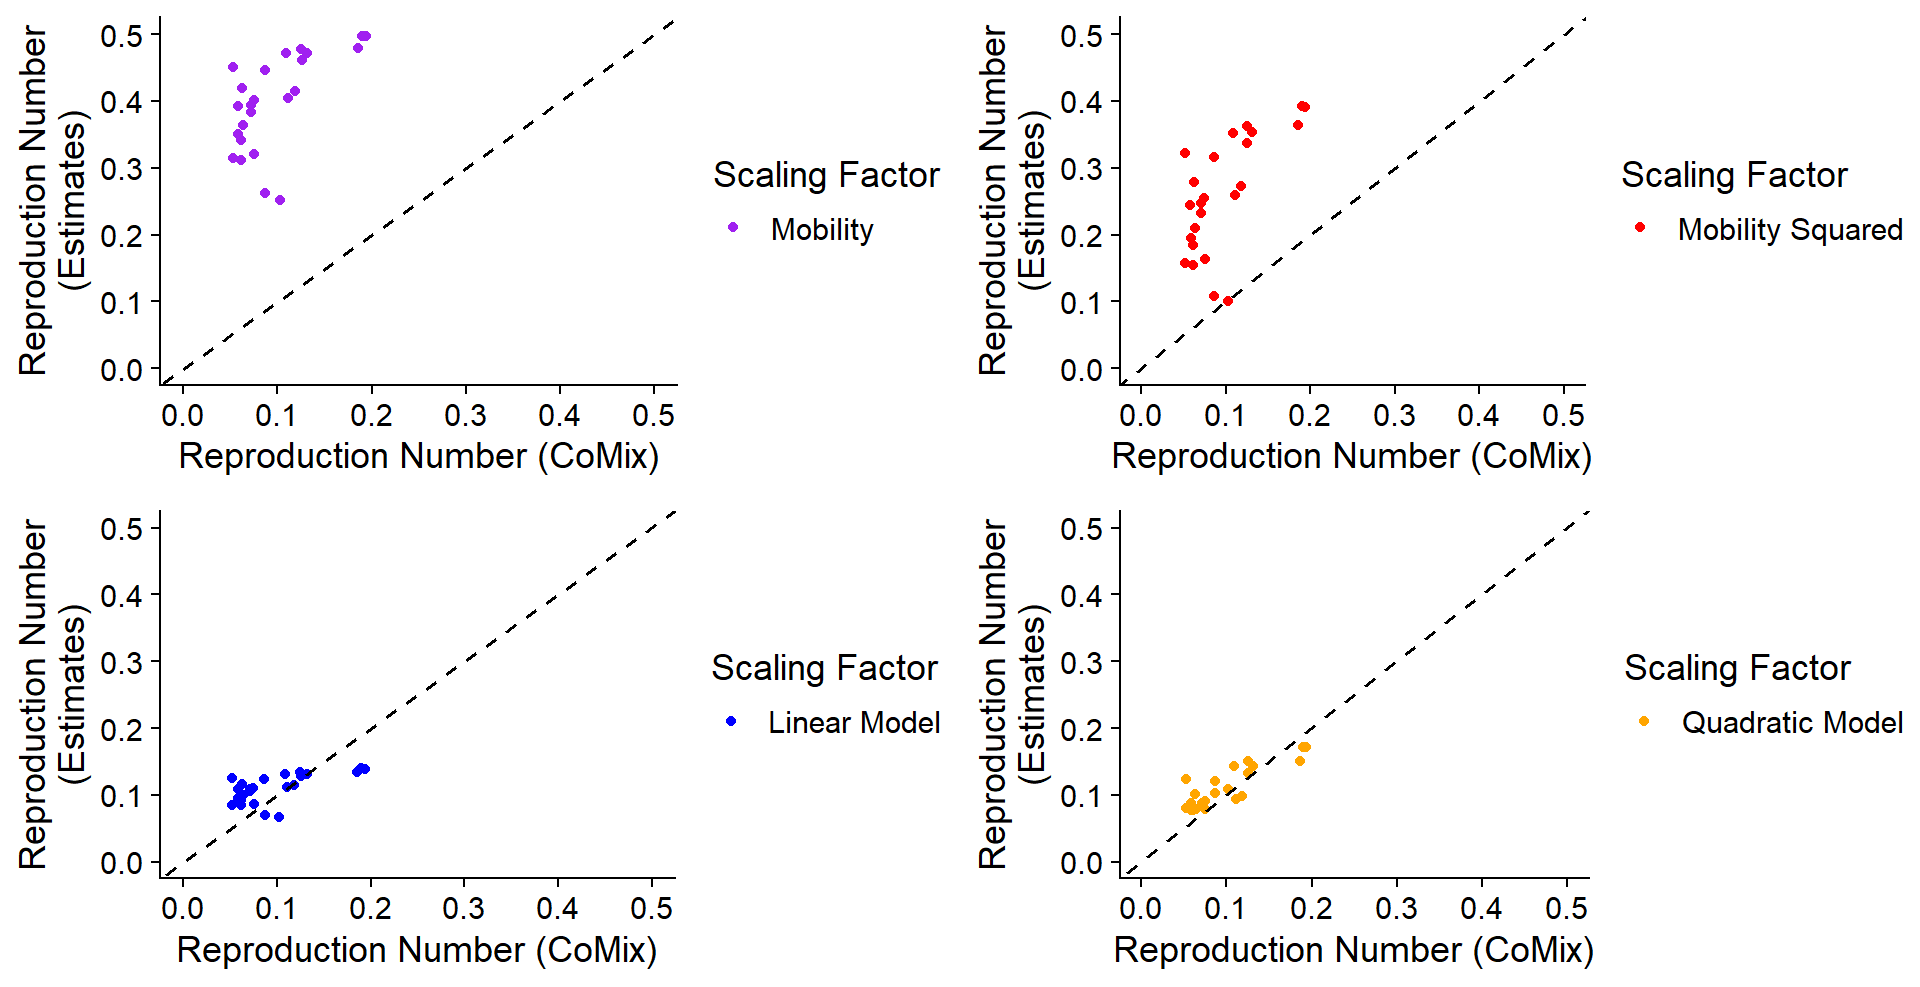 Reproduction Number
(Estimates)
0.5
0.4
0.3
0.2
0.1
0.0
0.0 0.1 0.2 0.3 0.4 0.5
Reproduction Number (CoMix)
Scaling Factor
Mobility
Reproduction Number
(Estimates)
0.5
0.4
0.3
0.2
0.1
0.0
0.0 0.1 0.2 0.3 0.4 0.5
Reproduction Number (CoMix)
Scaling Factor
Mobility Squared
Reproduction Number
(Estimates)
0.5
0.4
0.3
0.2
0.1
0.0
0.0 0.1 0.2 0.3 0.4 0.5
Reproduction Number (CoMix)
Scaling Factor
Linear Model
Reproduction Number
(Estimates)
0.5
0.4
0.3
0.2
0.1
0.0
0.0 0.1 0.2 0.3 0.4 0.5
Reproduction Number (CoMix)
Scaling Factor
Quadratic Model